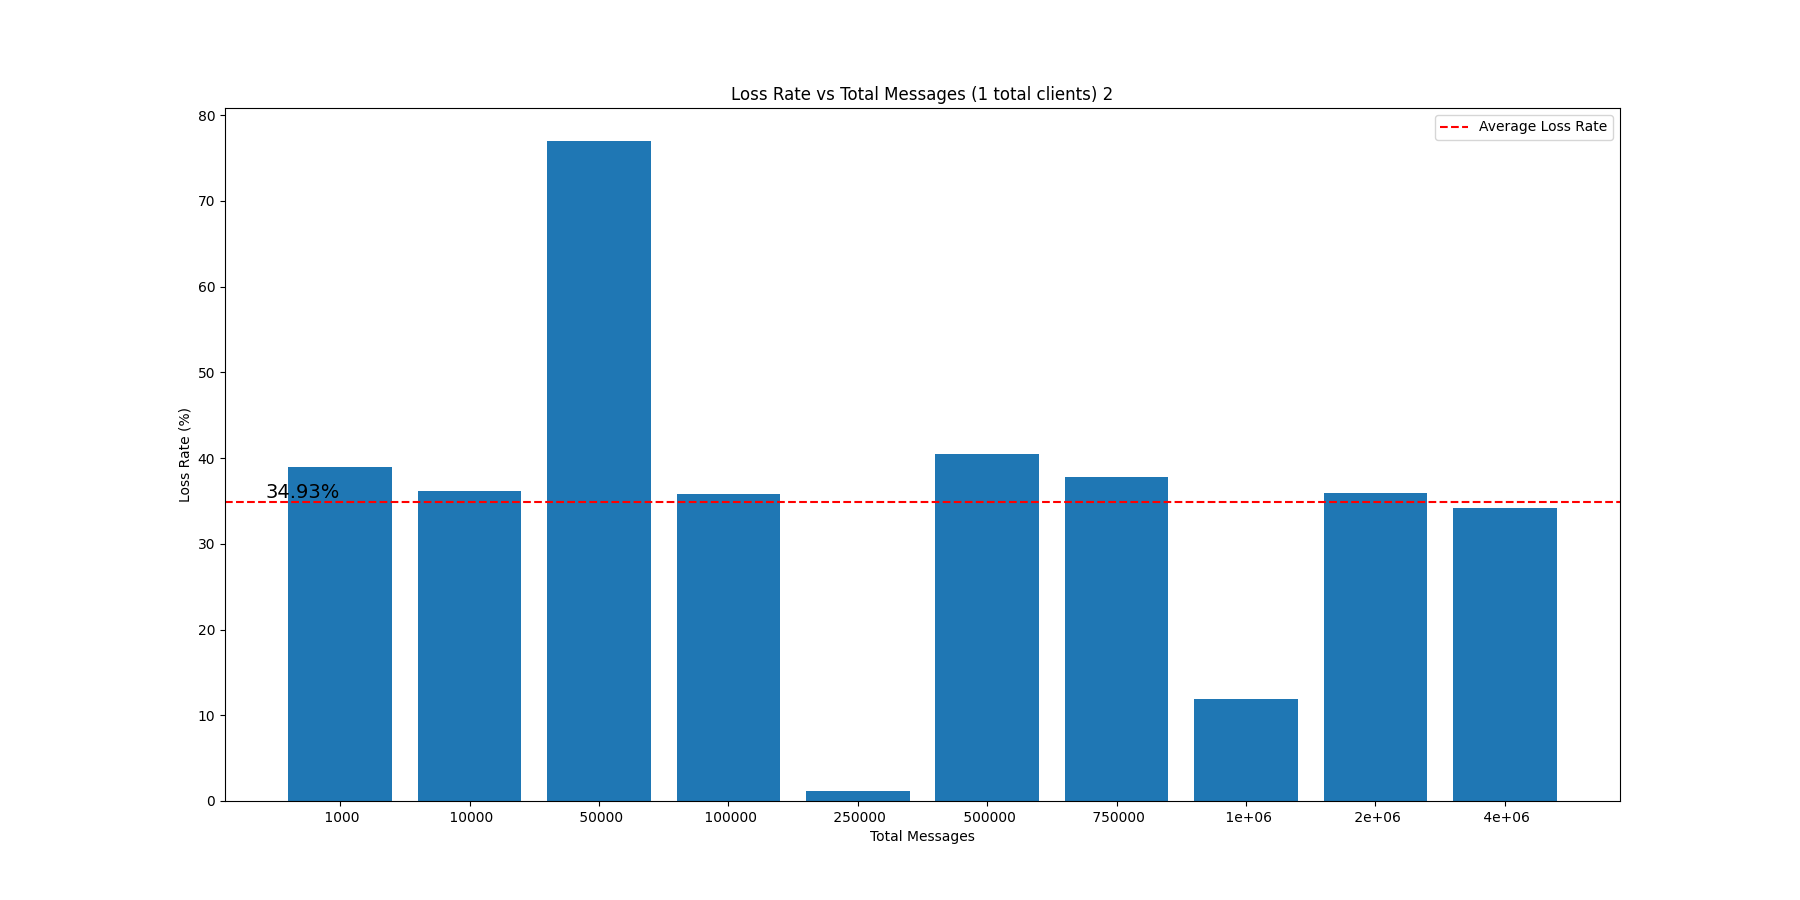 Loss Rate vs Total Messages (1 total clients) 2
Average Loss Rate
80
70
60
50
40
30
20
10
0
Loss Rate (%)
34.93%
1000 10000 50000 100000 250000 500000 750000 1e+06 2e+06 4e+06
Total Messages